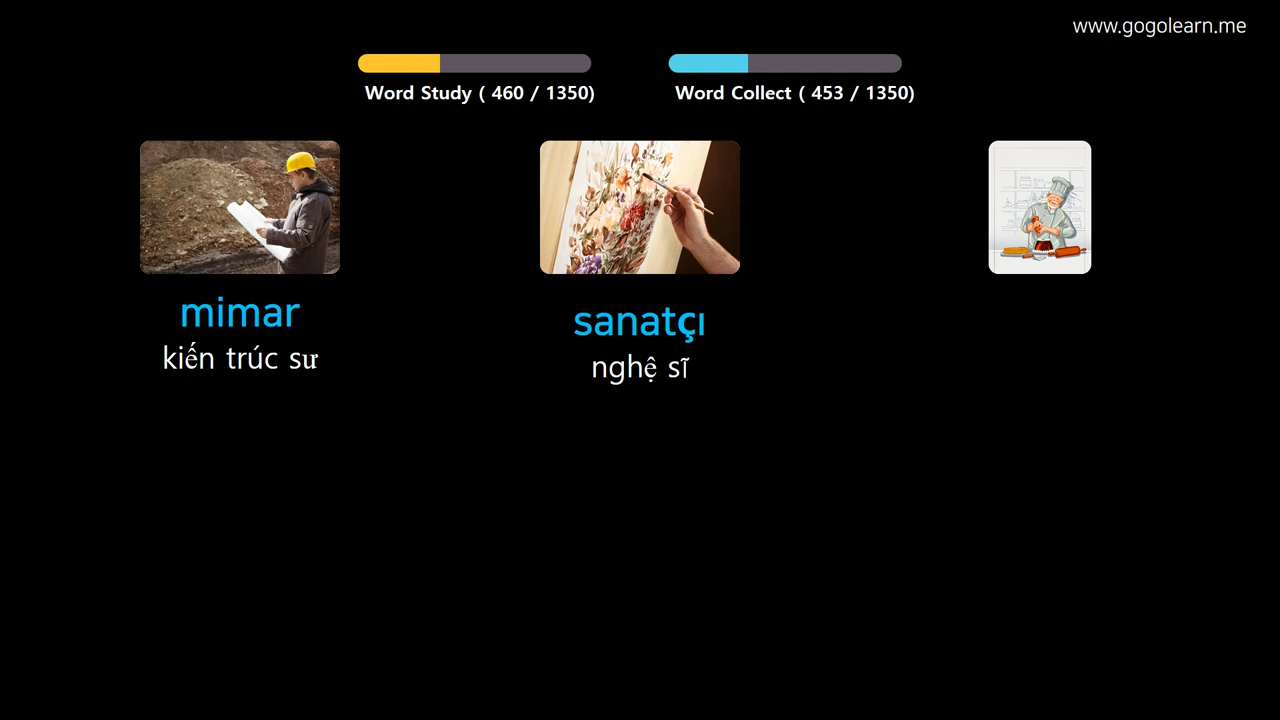 www.gogolearn.me
Word Study ( 460 / 1350)
Word Collect ( 453 / 1350)
mimar
kiến trúc sư
sanatçı
nghệ sĩ